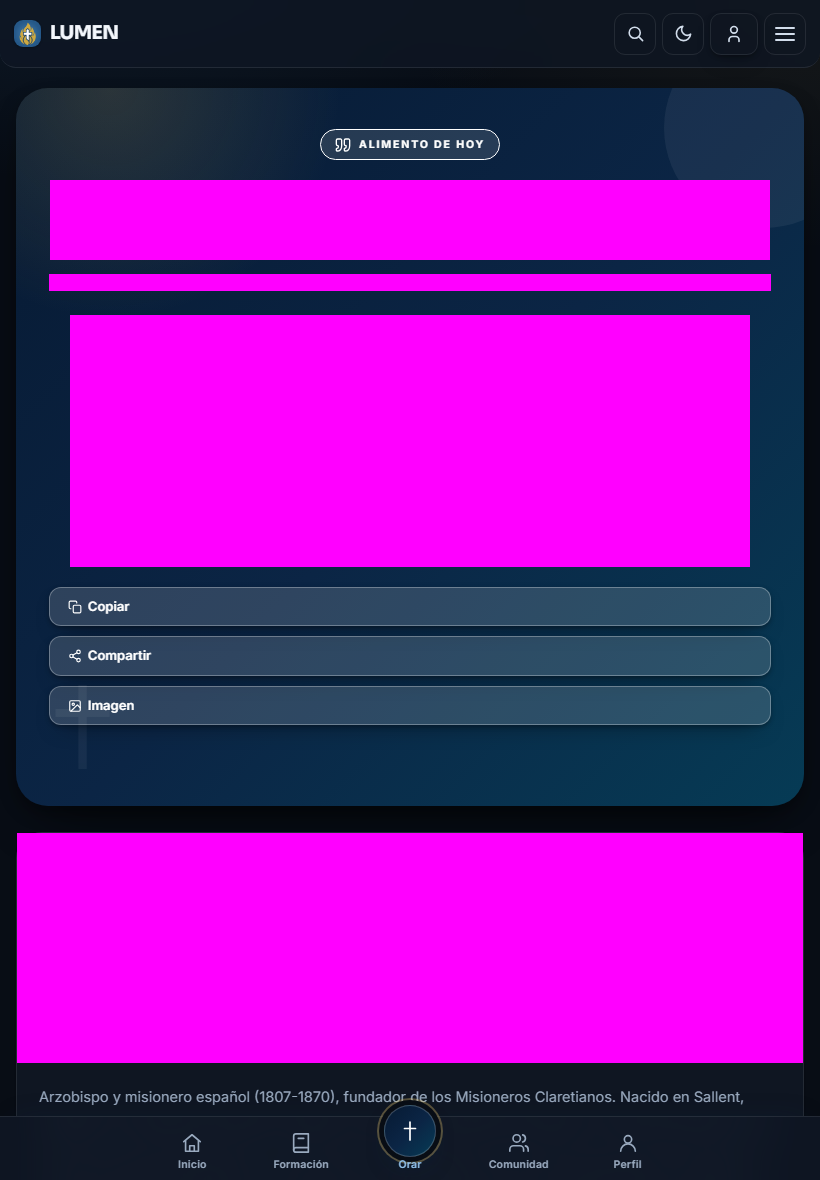 LUMEN
ALIMENTO DE HOY
Copiar
Compartir
Imagen
Arzobispo y misionero español (1807-1870), fundador de los Misioneros Claretianos. Nacido en Sallent,
Inicio
Formación
Orar
Comunidad
Perfil